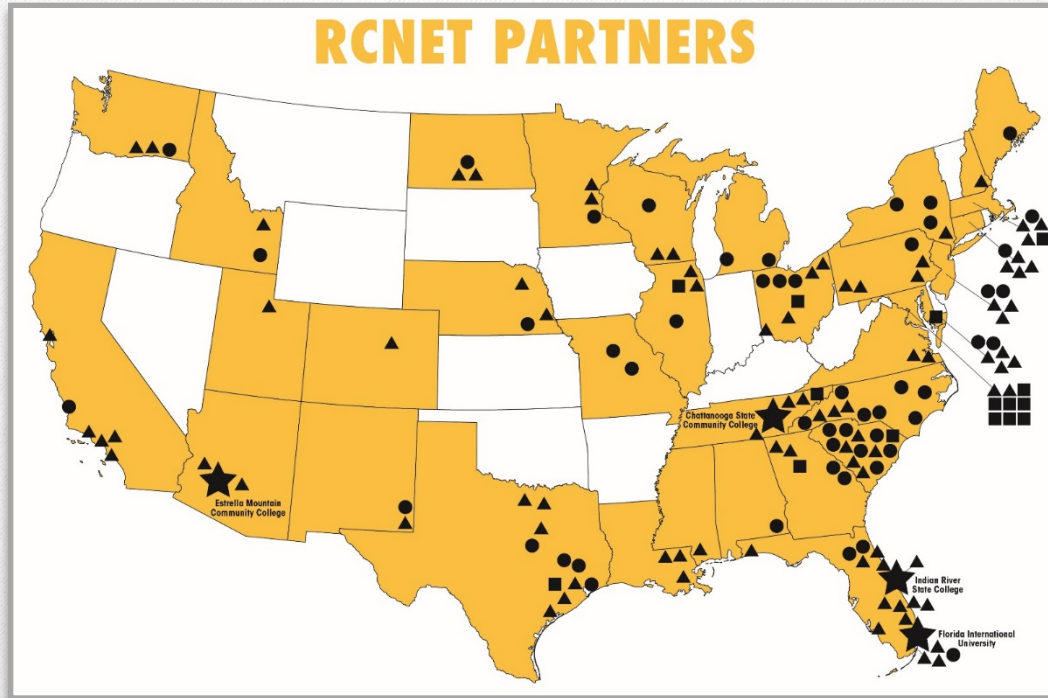 RCNET PARTNERS
Chattanooga State
Community College
Estrella Mountain
Community College
Indian River
State College
Florida International
University